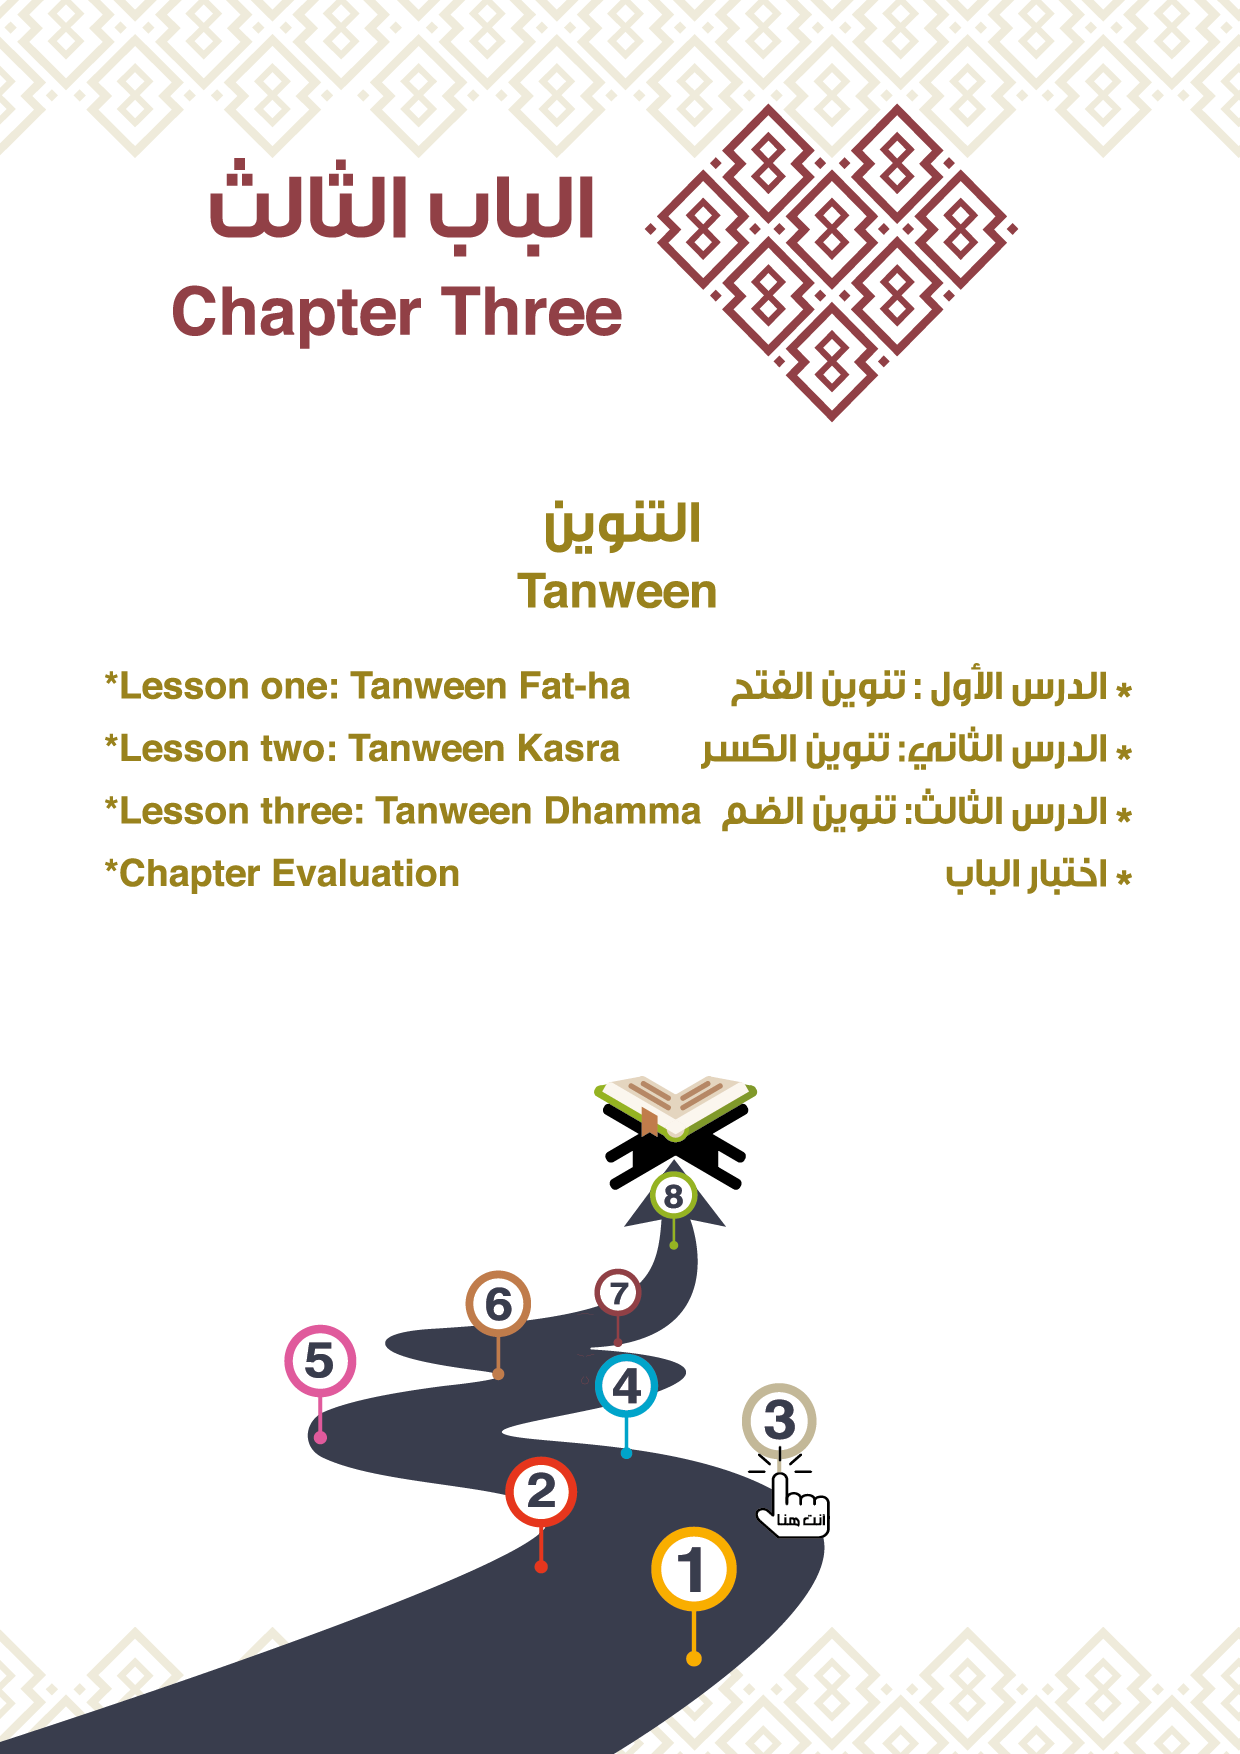 الباب الثالث
Chapter Three
التنوين
Tanween
*Lesson one: Tanween Fat-ha
* الدرس الأول : تنوين الفتح
*Lesson two: Tanween Kasra
* الدرس الثاني: تنوين الكسر
*Lesson three: Tanween Dhamma
* الدرس الثالث: تنوين الضم
*Chapter Evaluation
* اختبار الباب
8
7
6
5
4
3
انت هنا
2
1